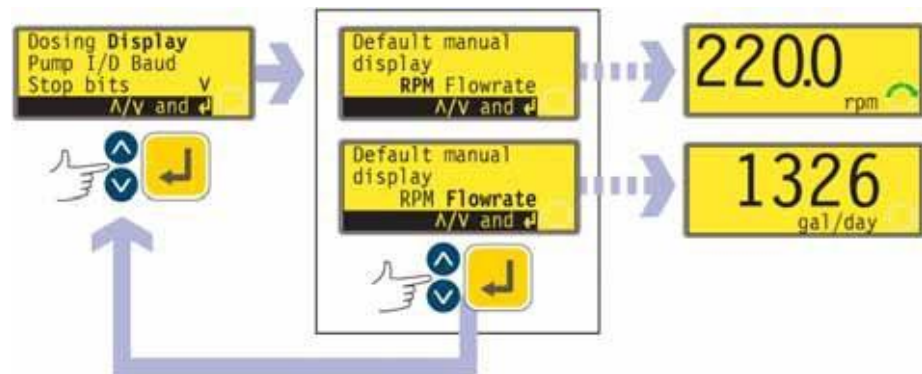 Dosing Display
Pump I/D Baud
Stop bits V
Λ/V and ↲
Default manual
display
RPM Flowrate
Λ/V and ↲
220.0
rpm
Default manual
display
RPM Flowrate
Λ/V and ↲
1326
gal/day